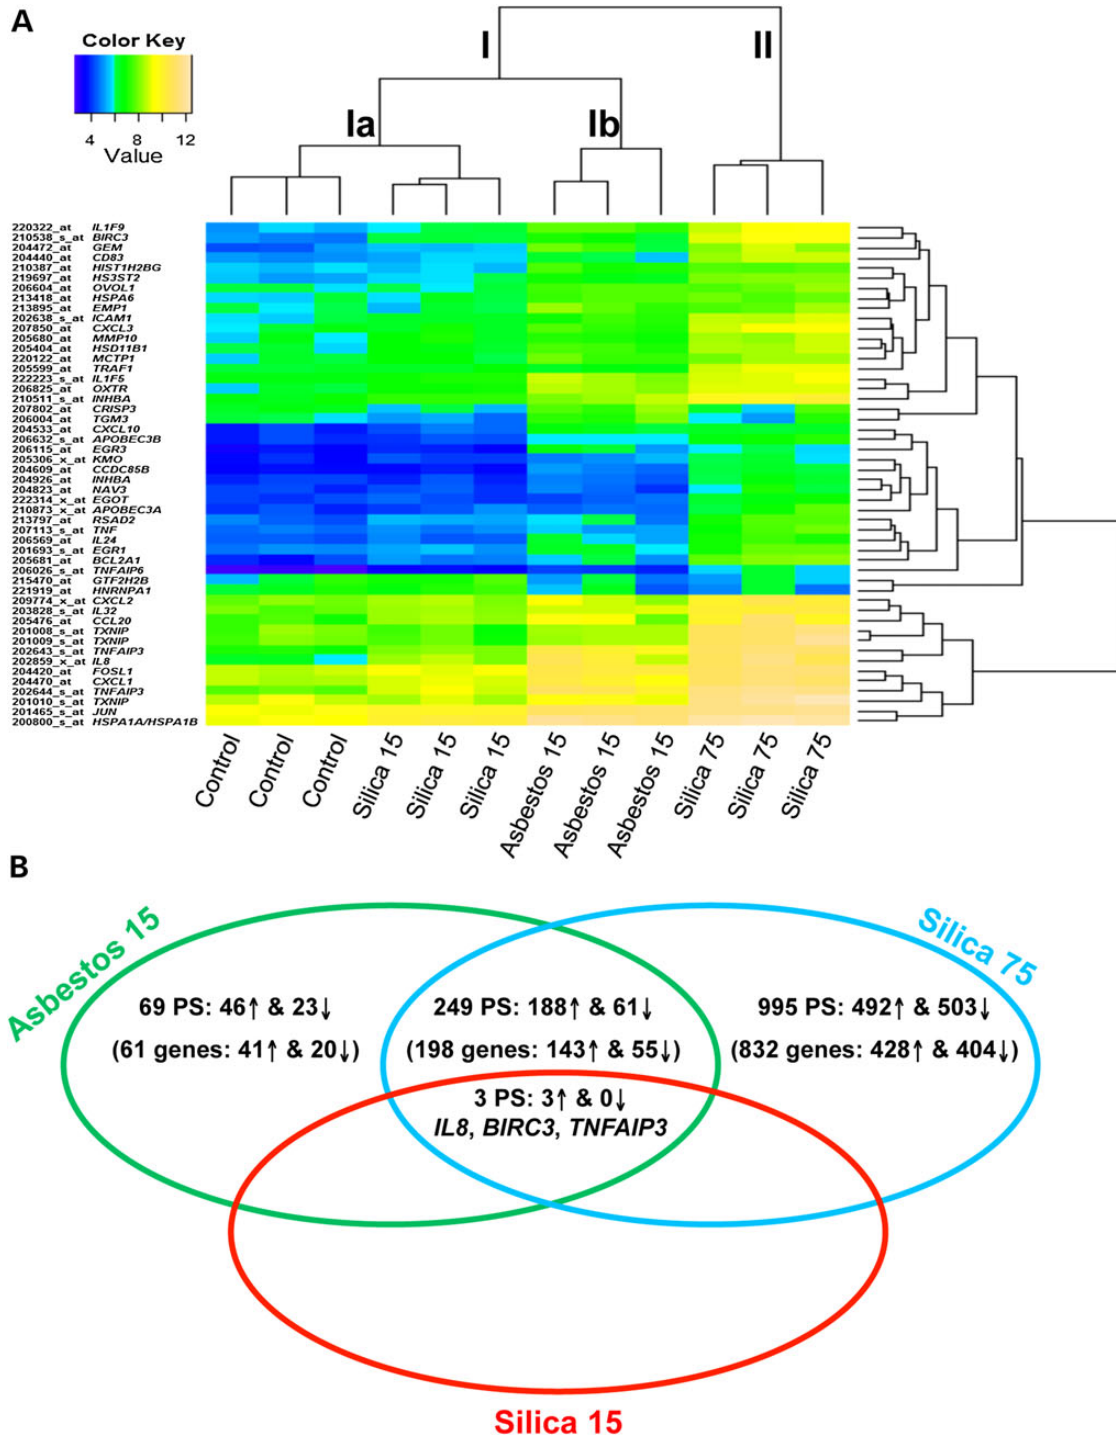 A
Color Key
4 8 12
Value
I
II
Ia
Ib
220322_at IL1F9
210538_s_at BIRC3
204472_at GEM
204440_at CD83
210387_at HIST1H2BG
219697_at HS3ST2
206604_at OVOL1
213418_at HSPA6
213895_at EMP1
202638_s_at ICAM1
207850_at CXCL3
205680_at MMP10
205404_at HSD11B1
220122_at MCTP1
205599_at TRAF1
222223_s_at IL1F5
206825_at OXTR
210511_s_at INHBA
207802_at CRISP3
206004_at TGM3
204533_at CXCL10
206632_s_at APOBEC3B
206115_at EGR3
205306_x_at KMO
204609_at CCDC85B
204926_at INHBA
204823_at NAV3
222314_x_at EGOT
210873_x_at APOBEC3A
213797_at RSAD2
207113_s_at TNF
206569_at IL24
201693_s_at EGR1
205681_at BCL2A1
206026_s_at TNFAIP6
215470_at GTF2H2B
221919_at HNRNPA1
209774_x_at CXCL2
203828_s_at IL32
205476_at CCL20
201008_s_at TXNIP
201009_s_at TXNIP
202643_s_at TNFAIP3
202859_x_at IL8
204420_at FOSL1
204470_at CXCL1
202644_s_at TNFAIP3
201010_s_at TXNIP
201465_s_at JUN
200800_s_at HSPA1A/HSPA1B
Control
Control
Control
Silica 15
Silica 15
Silica 15
Asbestos 15
Asbestos 15
Asbestos 15
Silica 75
Silica 75
Silica 75
B
Asbestos 15
Silica 75
69 PS: 46↑ & 23↓
(61 genes: 41↑ & 20↓)
249 PS: 188↑ & 61↓
(198 genes: 143↑ & 55↓)
995 PS: 492↑ & 503↓
(832 genes: 428↑ & 404↓)
3 PS: 3↑ & 0↓
IL8, BIRC3, TNFAIP3
Silica 15